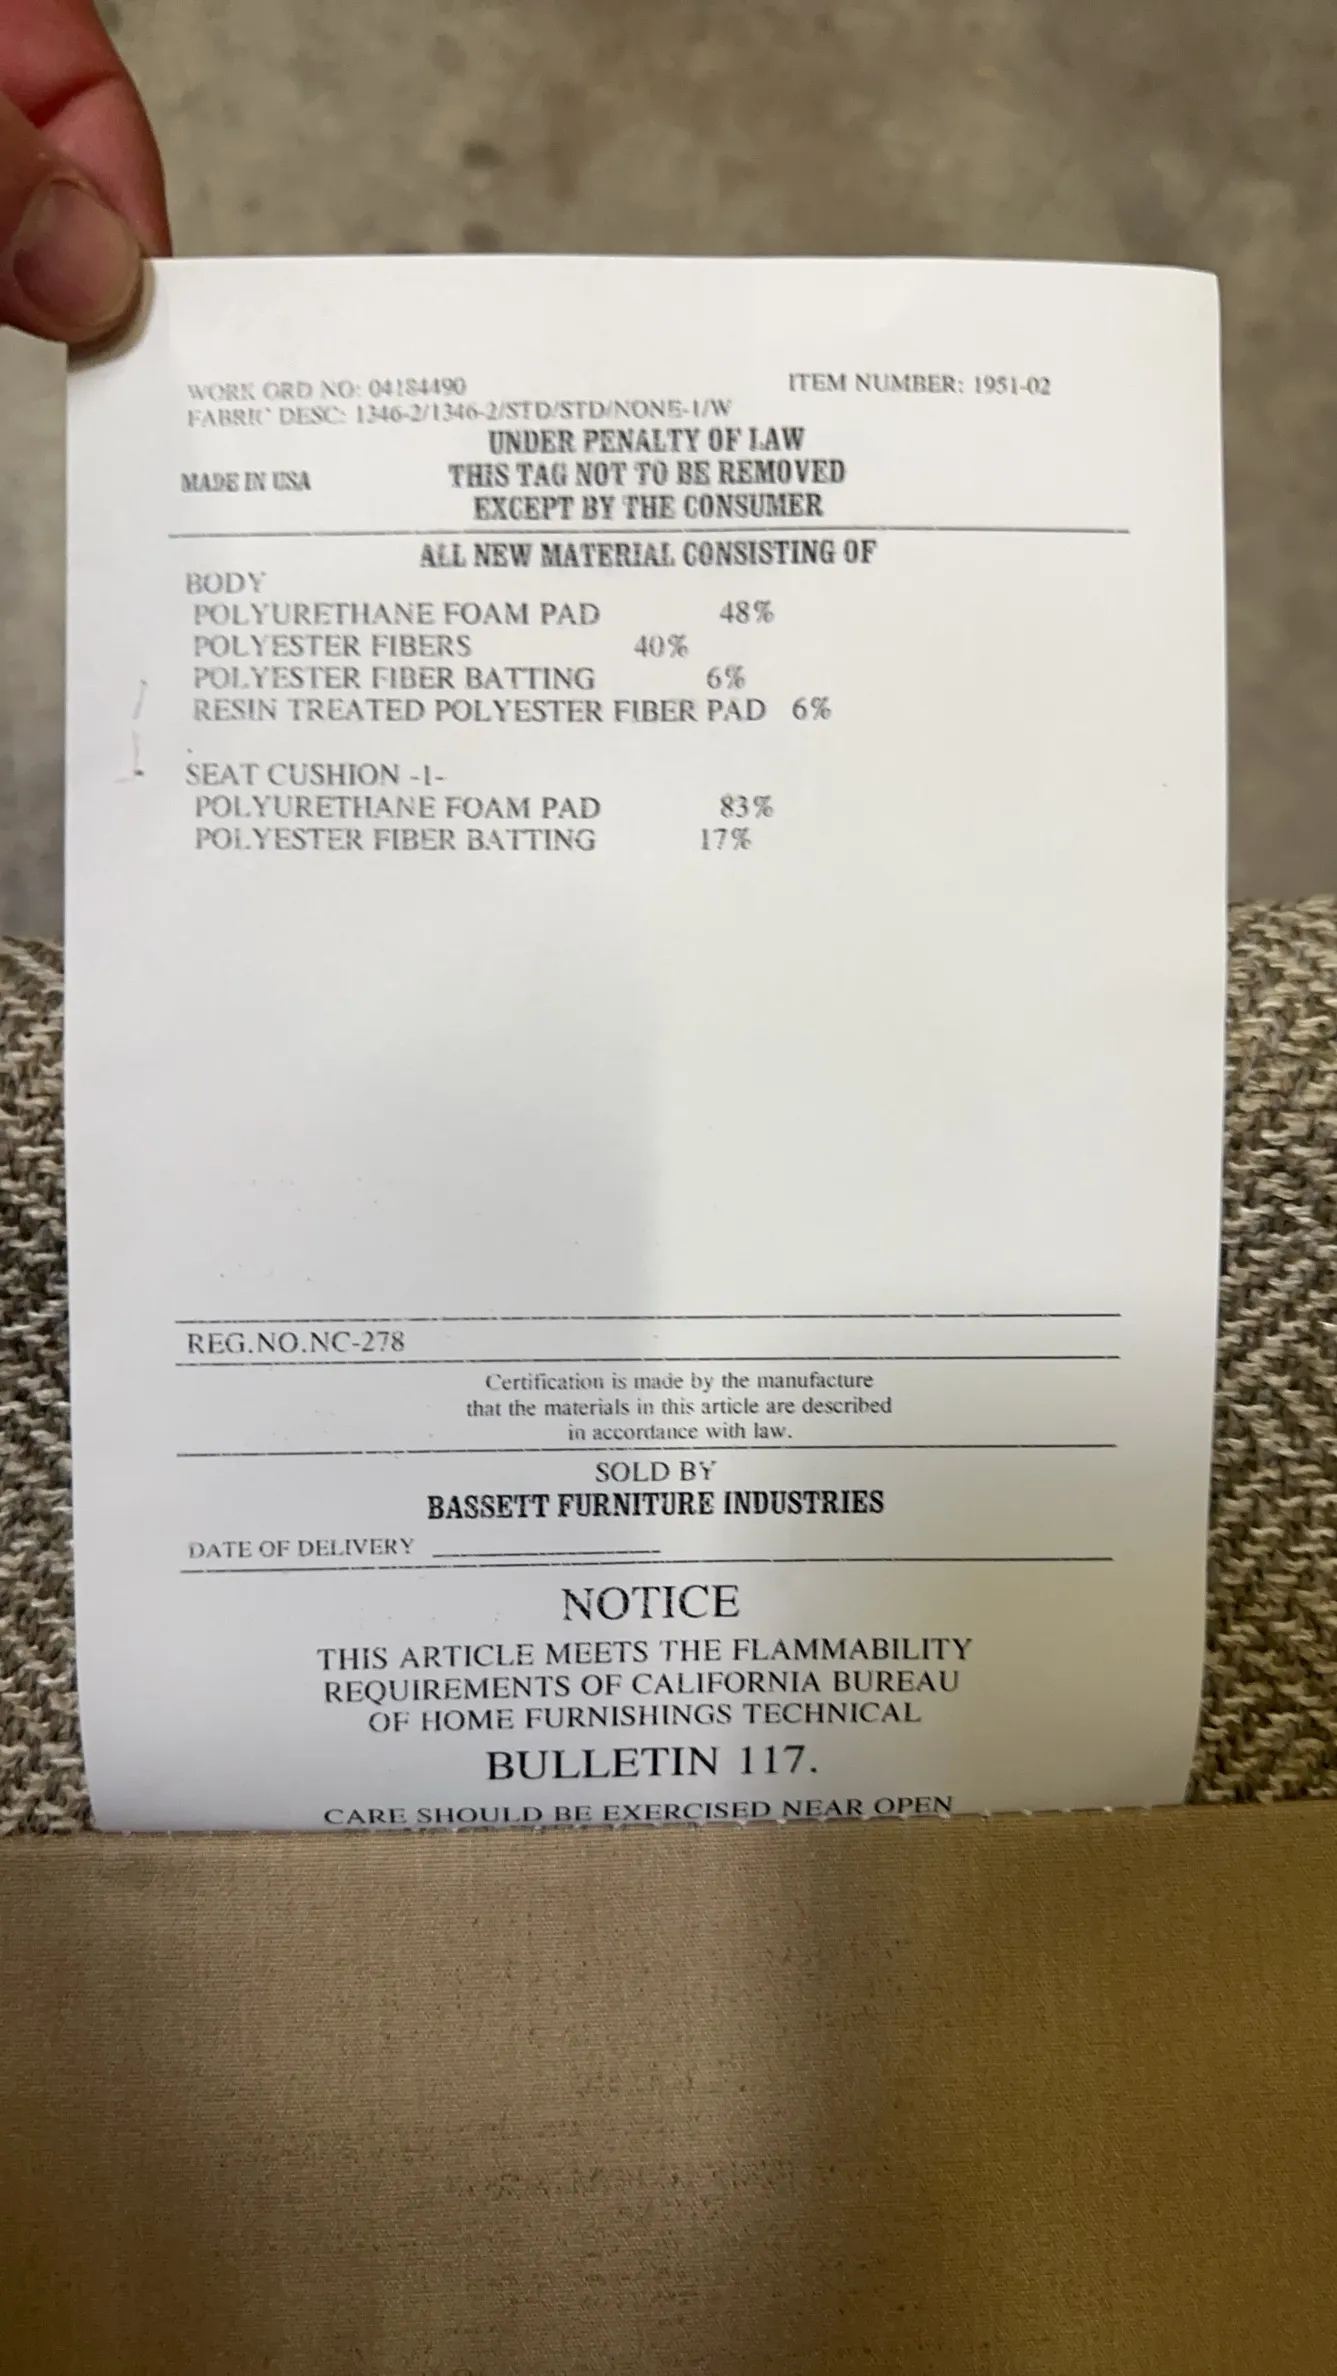 WORK ORD NO: 04184490 ITEM NUMBER: 1951-02
FABRIC DESC: 1346-2/1346-2/STD/STD/NONE-1/W
UNDER PENALTY OF LAW
MADE IN USA THIS TAG NOT TO BE REMOVED
EXCEPT BY THE CONSUMER
ALL NEW MATERIAL CONSISTING OF
BODY
POLYURETHANE FOAM PAD 48%
POLYESTER FIBERS 40%
POLYESTER FIBER BATTING 6%
RESIN TREATED POLYESTER FIBER PAD 6%
SEAT CUSHION -1-
POLYURETHANE FOAM PAD 83%
POLYESTER FIBER BATTING 17%
REG.NO.NC-278
Certification is made by the manufacture
that the materials in this article are described
in accordance with law.
SOLD BY
BASSETT FURNITURE INDUSTRIES
DATE OF DELIVERY
NOTICE
THIS ARTICLE MEETS THE FLAMMABILITY
REQUIREMENTS OF CALIFORNIA BUREAU
OF HOME FURNISHINGS TECHNICAL
BULLETIN 117.
CARE SHOULD BE EXERCISED NEAR OPEN